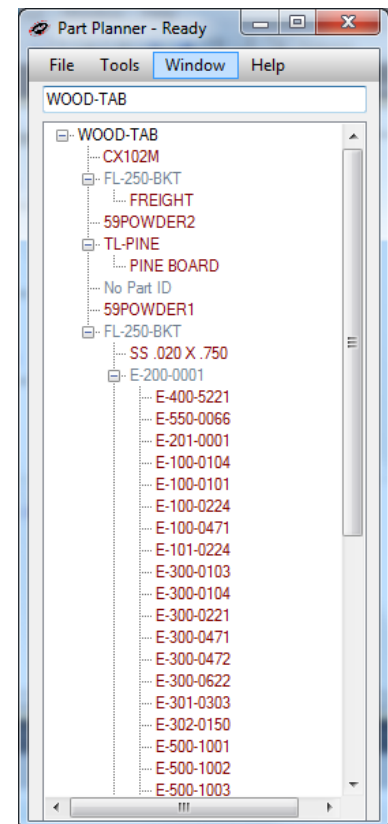 Part Planner - Ready
File Tools Window Help
WOOD-TAB
WOOD-TAB
CX102M
FL-250-BKT
FREIGHT
59POWDER2
TL-PINE
PINE BOARD
No Part ID
59POWDER1
FL-250-BKT
SS .020 X .750
E-200-0001
E-400-5221
E-550-0066
E-201-0001
E-100-0104
E-100-0101
E-100-0224
E-100-0471
E-101-0224
E-300-0103
E-300-0104
E-300-0221
E-300-0471
E-300-0472
E-300-0622
E-301-0303
E-302-0150
E-500-1001
E-500-1002
E-500-1003